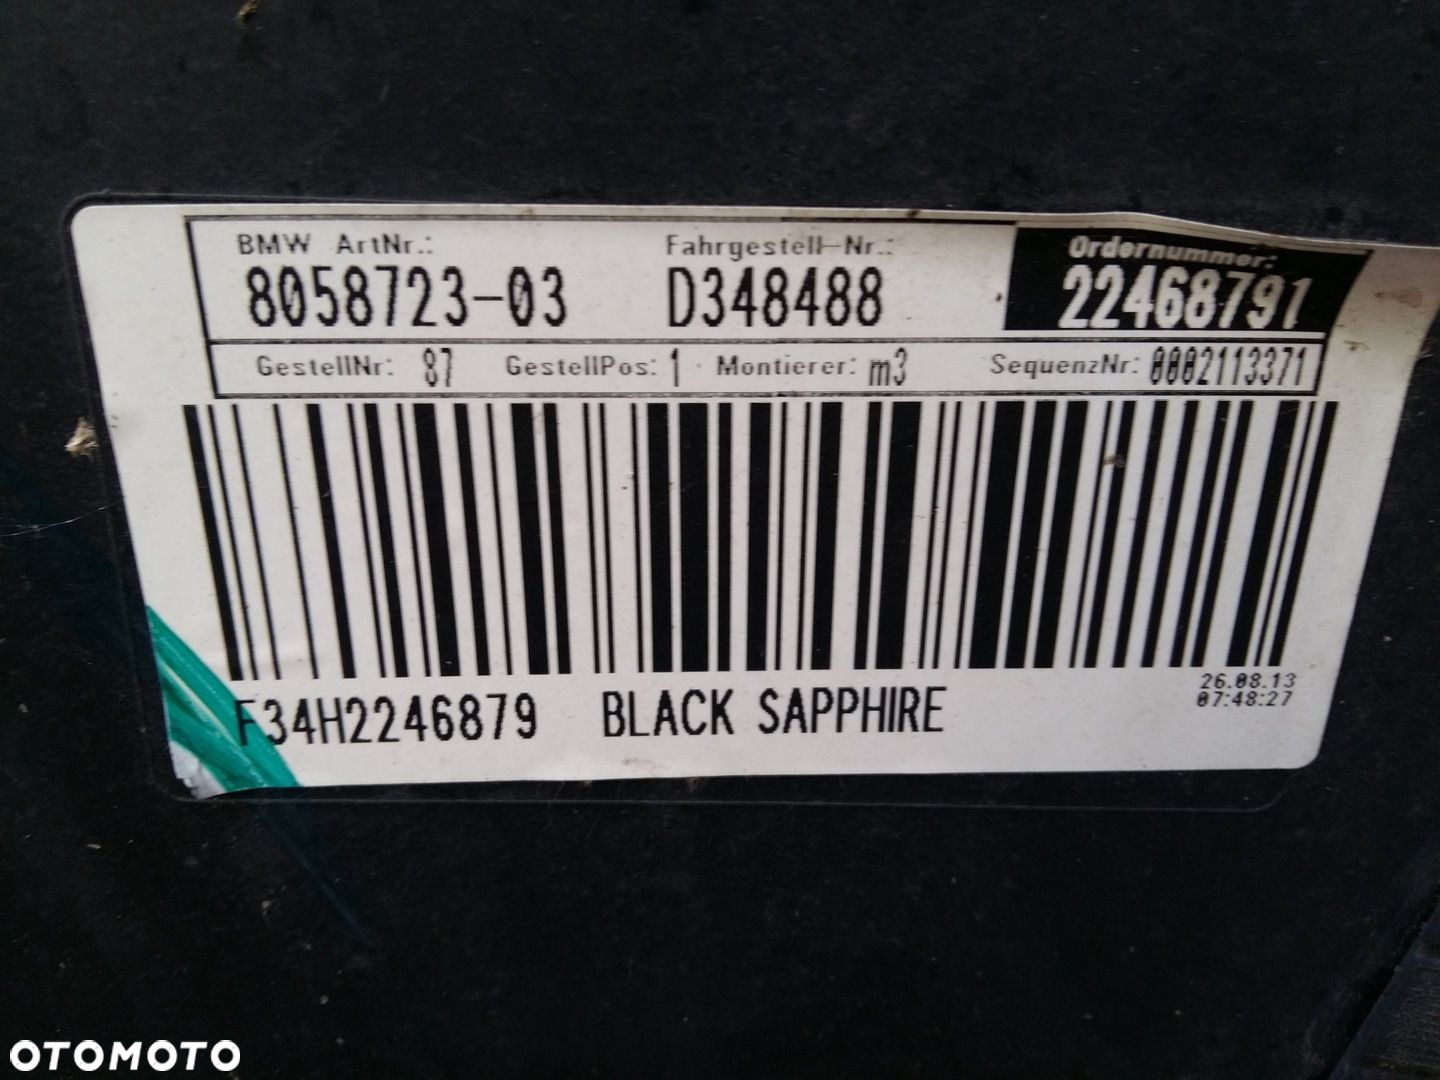 BMW ArtNr.: Fahrgestell-Nr.: Ordernummer:
8058723-03 D348488 22468791
GestellNr: 87 GestellPos: 1 Montierer: m3 SequenzNr: 0002113371
F34H2246879 BLACK SAPPHIRE
26.08.13
07:48:27
OTOMOTO